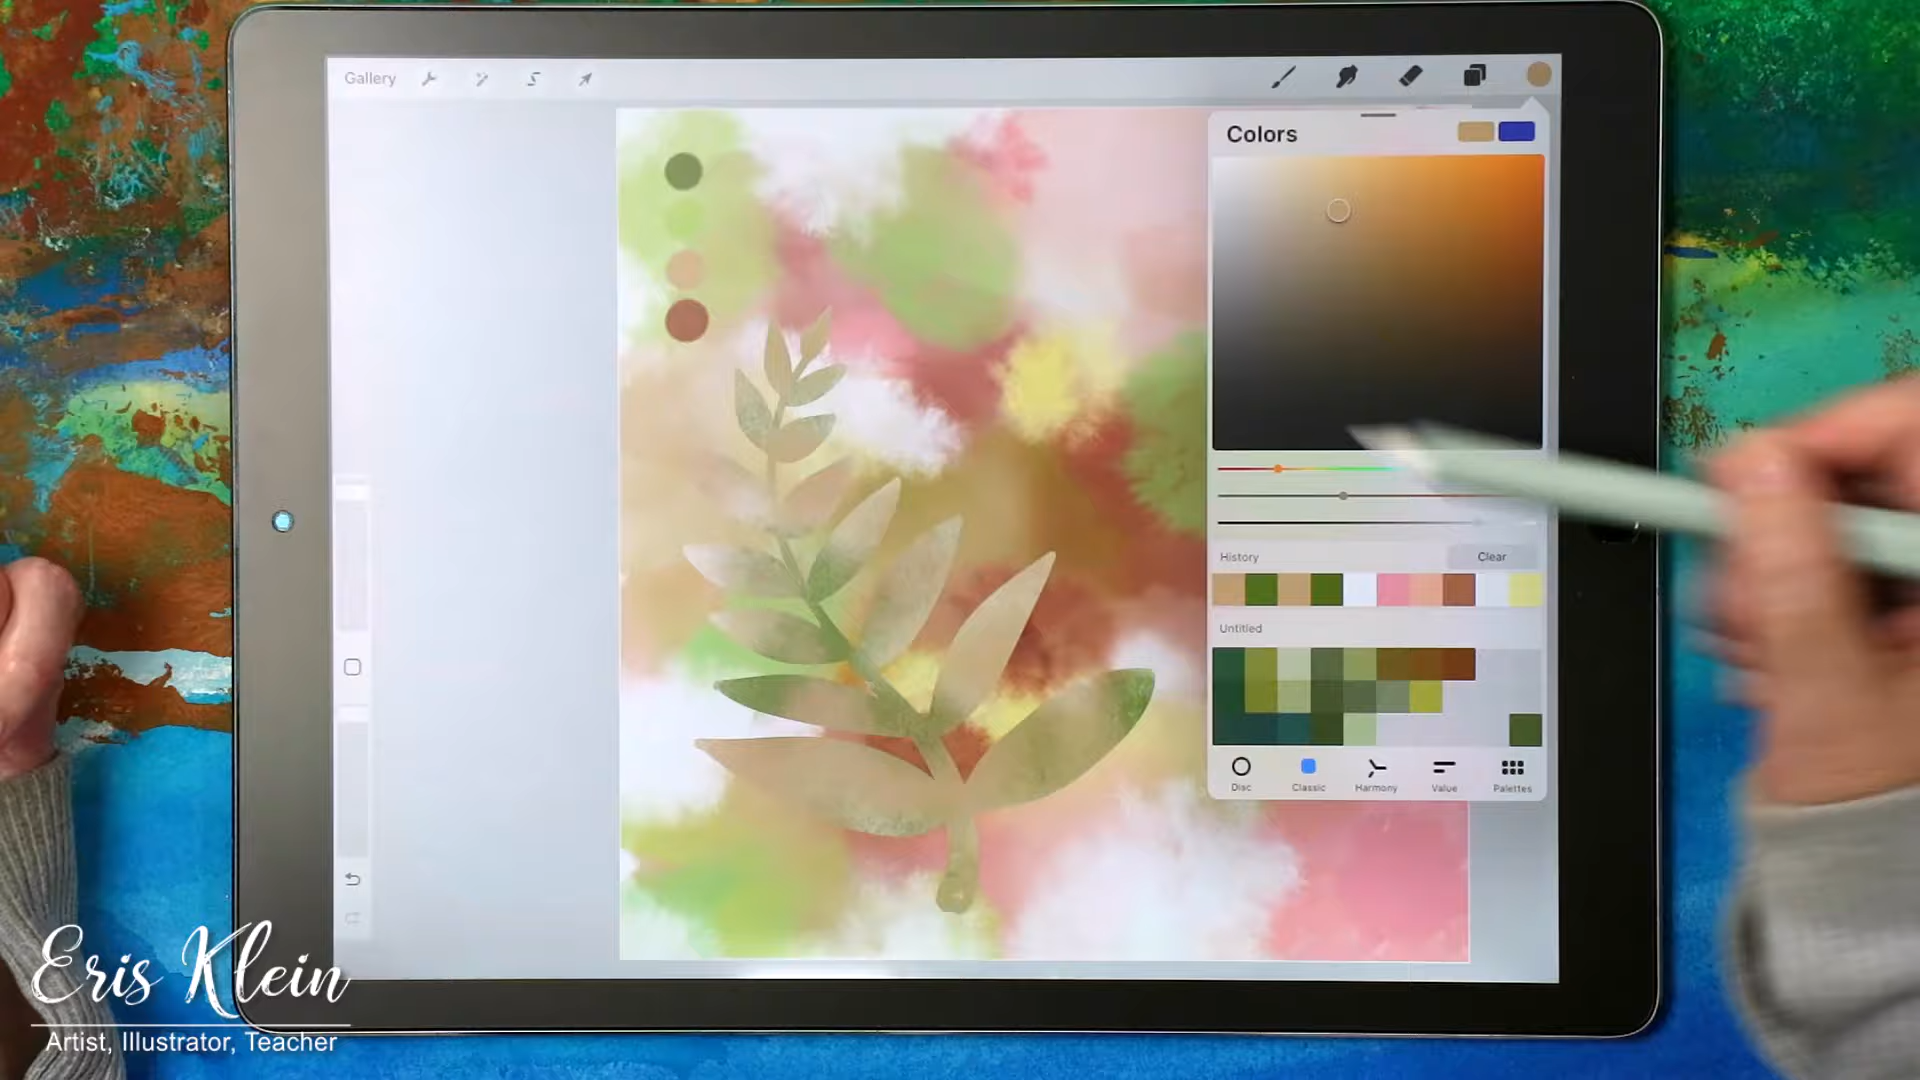 Gallery
Colors
History
Clear
Untitled
Disc
Classic
Harmony
Value
Palettes
Eris Klein
Artist, Illustrator, Teacher